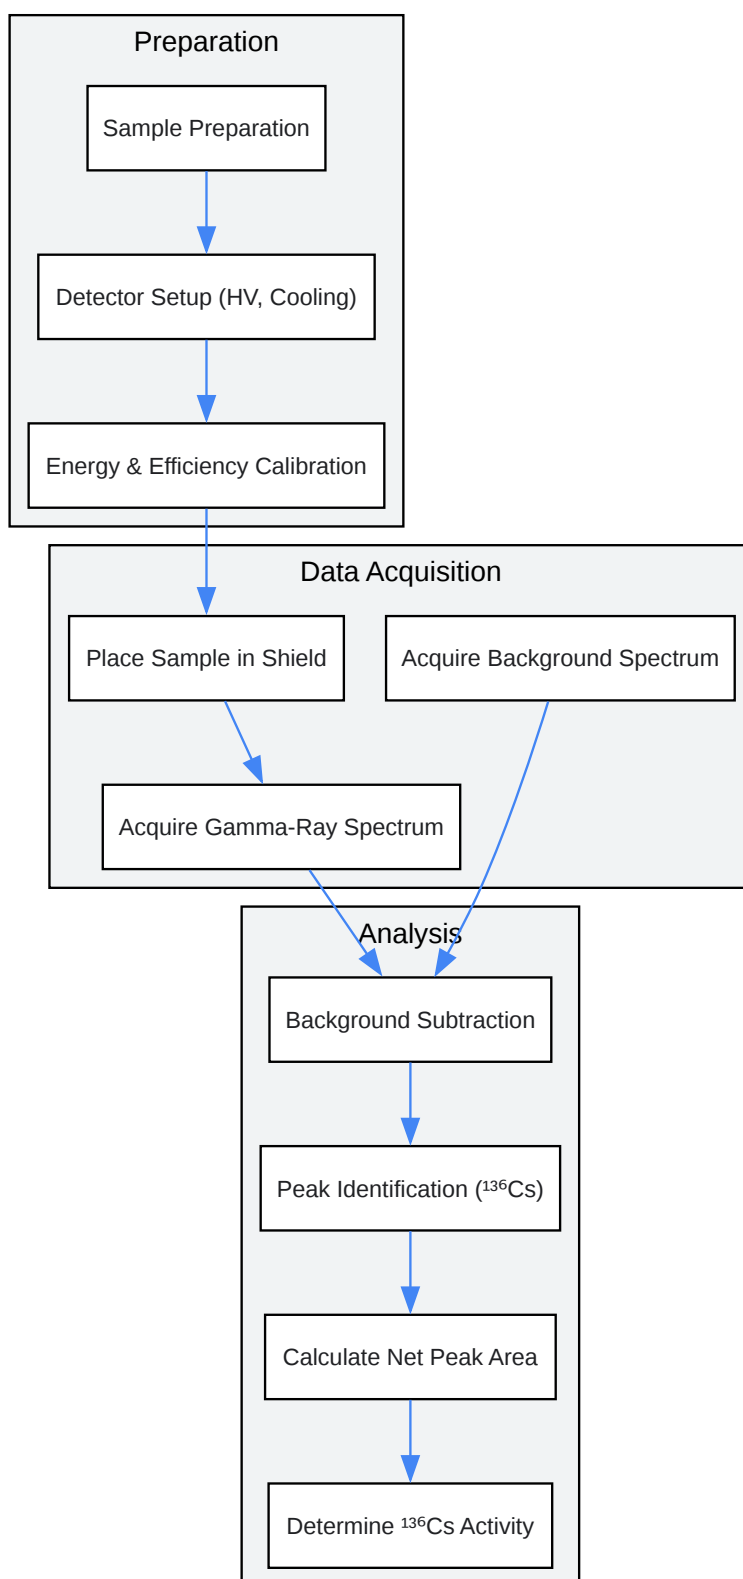 Preparation
Sample Preparation
Detector Setup (HV, Cooling)
Energy & Efficiency Calibration
Data Acquisition
Place Sample in Shield
Acquire Background Spectrum
Acquire Gamma-Ray Spectrum
Analysis
Background Subtraction
Peak Identification (¹³⁶Cs)
Calculate Net Peak Area
Determine ¹³⁶Cs Activity